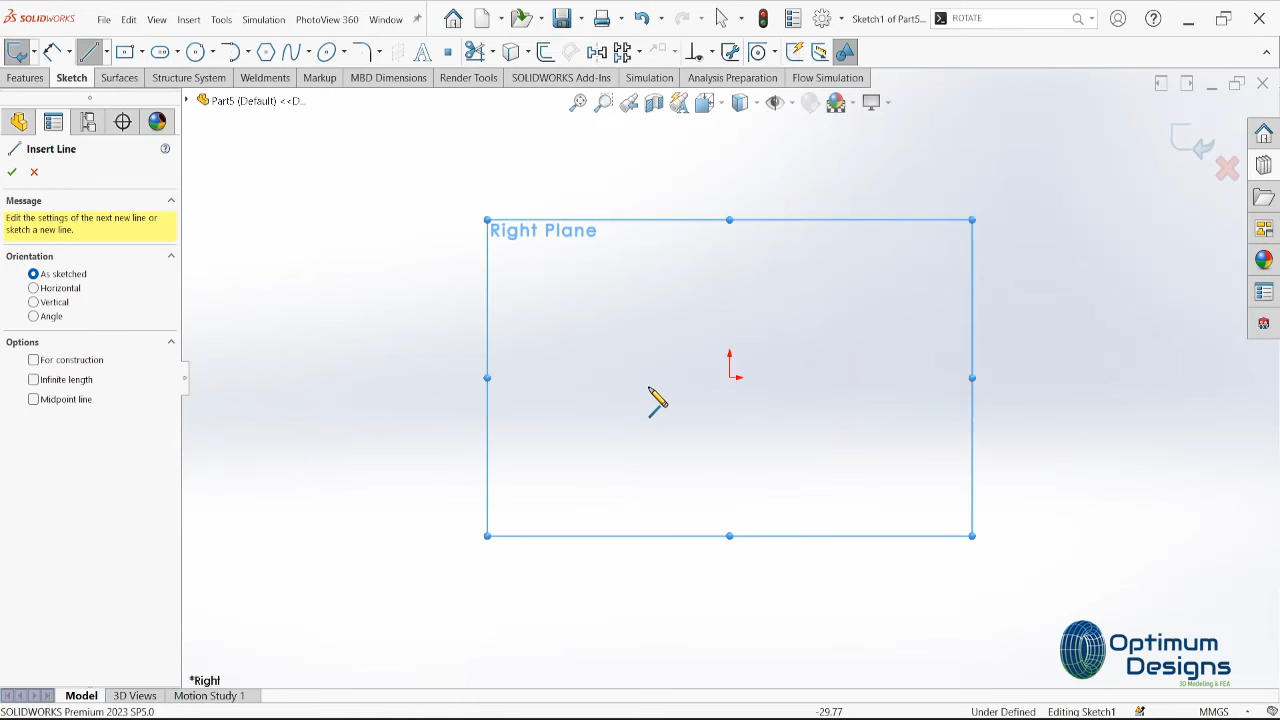 SOLIDWORKS File Edit View Insert Tools Simulation PhotoView 360 Window Sketch1 of Part5... ROTATE
Features Sketch Surfaces Structure System Weldments Markup MBD Dimensions Render Tools SOLIDWORKS Add-Ins Simulation Analysis Preparation Flow Simulation
Part5 (Default) <<D...
Insert Line
Message
Edit the settings of the next new line or
sketch a new line.
Orientation
As sketched
Horizontal
Vertical
Angle
Options
For construction
Infinite length
Midpoint line
Right Plane
Optimum
Designs
3D Modeling & FEA
*Right
Model 3D Views Motion Study 1
SOLIDWORKS Premium 2023 SP5.0 -29.77 Under Defined Editing Sketch1 MMGS